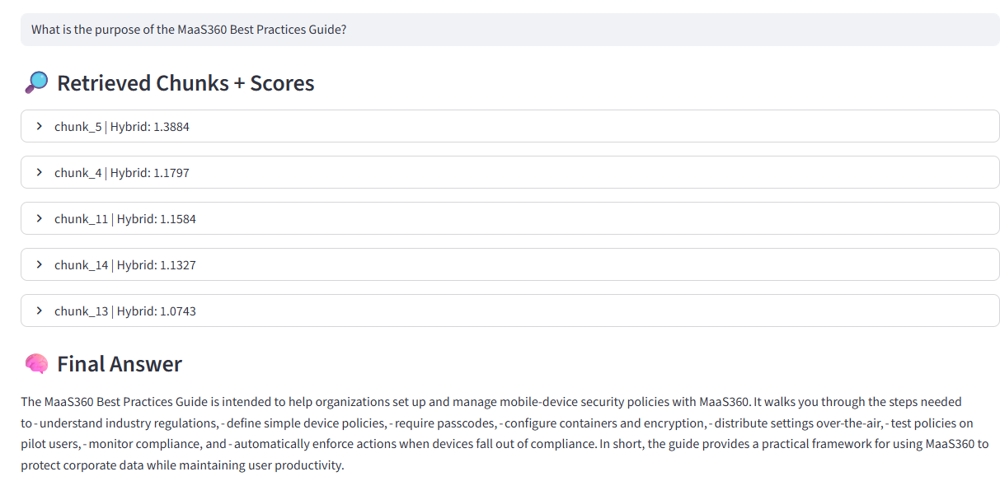 What is the purpose of the MaaS360 Best Practices Guide?
Retrieved Chunks + Scores
chunk_5 | Hybrid: 1.3884
chunk_4 | Hybrid: 1.1797
chunk_11 | Hybrid: 1.1584
chunk_14 | Hybrid: 1.1327
chunk_13 | Hybrid: 1.0743
Final Answer
The MaaS360 Best Practices Guide is intended to help organizations set up and manage mobile‑device security policies with MaaS360. It walks you through the steps needed
to - understand industry regulations, - define simple device policies, - require passcodes, - configure containers and encryption, - distribute settings over‑the‑air, - test policies on
pilot users, - monitor compliance, and - automatically enforce actions when devices fall out of compliance. In short, the guide provides a practical framework for using MaaS360 to
protect corporate data while maintaining user productivity.